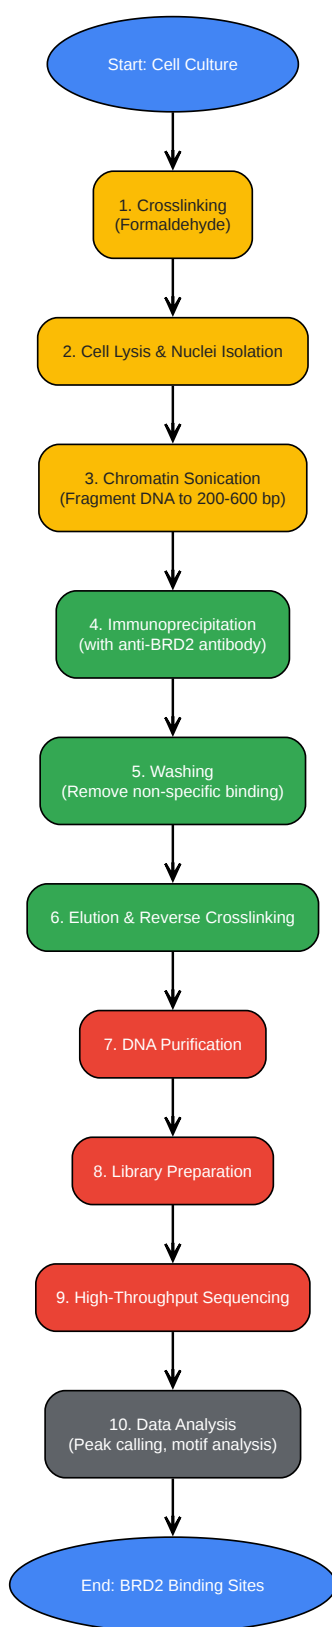 Start: Cell Culture
1. Crosslinking
(Formaldehyde)
2. Cell Lysis & Nuclei Isolation
3. Chromatin Sonication
(Fragment DNA to 200-600 bp)
4. Immunoprecipitation
(with anti-BRD2 antibody)
5. Washing
(Remove non-specific binding)
6. Elution & Reverse Crosslinking
7. DNA Purification
8. Library Preparation
9. High-Throughput Sequencing
10. Data Analysis
(Peak calling, motif analysis)
End: BRD2 Binding Sites